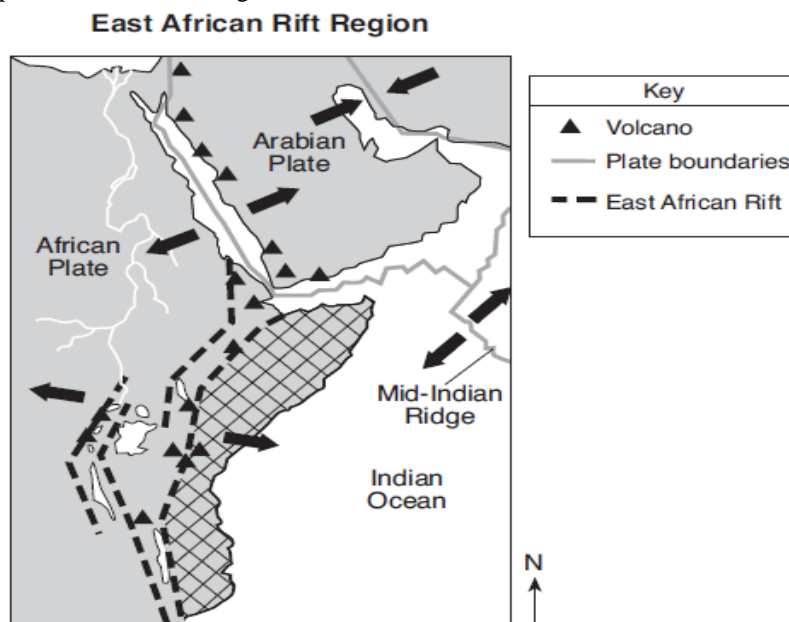 East African Rift Region
Key
Volcano
Plate boundaries
East African Rift
Arabian
Plate
African
Plate
Mid-Indian
Ridge
Indian
Ocean
N